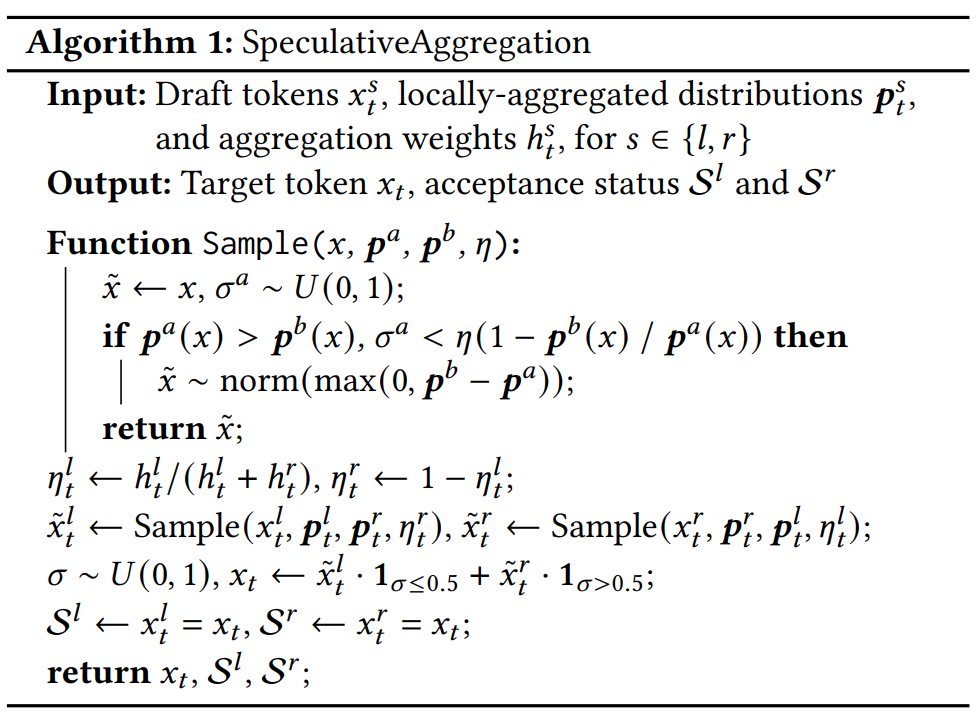 Algorithm 1: SpeculativeAggregation
Input: Draft tokens $x_t^s$, locally-aggregated distributions $\boldsymbol{p}_t^s$,
and aggregation weights $h_t^s$, for $s \in \{l, r\}$
Output: Target token $x_t$, acceptance status $\mathcal{S}^l$ and $\mathcal{S}^r$
Function Sample($x, \boldsymbol{p}^a, \boldsymbol{p}^b, \eta$):
$\tilde{x} \leftarrow x, \sigma^a \sim U(0, 1);$
if $\boldsymbol{p}^a(x) > \boldsymbol{p}^b(x), \sigma^a < \eta(1 - \boldsymbol{p}^b(x) / \boldsymbol{p}^a(x))$ then
$\tilde{x} \sim \text{norm}(\max(0, \boldsymbol{p}^b - \boldsymbol{p}^a));$
return $\tilde{x}$;
$\eta_t^l \leftarrow h_t^l/(h_t^l + h_t^r), \eta_t^r \leftarrow 1 - \eta_t^l;$
$\tilde{x}_t^l \leftarrow \text{Sample}(x_t^l, \boldsymbol{p}_t^l, \boldsymbol{p}_t^r, \eta_t^r), \tilde{x}_t^r \leftarrow \text{Sample}(x_t^r, \boldsymbol{p}_t^r, \boldsymbol{p}_t^l, \eta_t^l);$
$\sigma \sim U(0, 1), x_t \leftarrow \tilde{x}_t^l \cdot \mathbf{1}_{\sigma \leq 0.5} + \tilde{x}_t^r \cdot \mathbf{1}_{\sigma > 0.5};$
$\mathcal{S}^l \leftarrow x_t^l = x_t, \mathcal{S}^r \leftarrow x_t^r = x_t;$
return $x_t, \mathcal{S}^l, \mathcal{S}^r;$